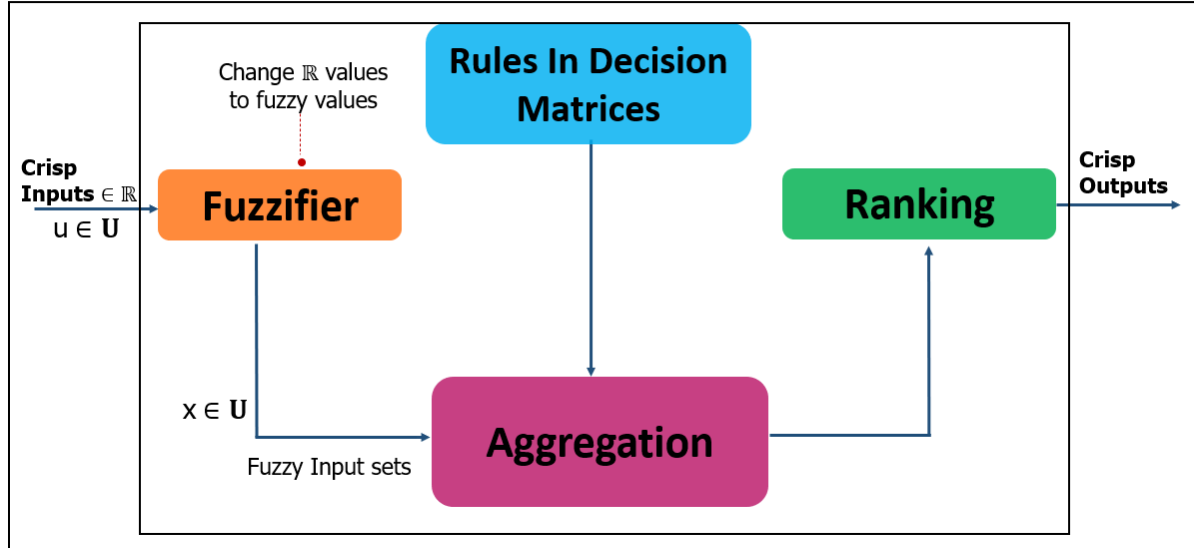 Rules In Decision
Matrices
Change ℝ values
to fuzzy values
Crisp
Inputs ∈ ℝ
u ∈ U
Fuzzifier
Ranking
Crisp
Outputs
x ∈ U
Fuzzy Input sets
Aggregation